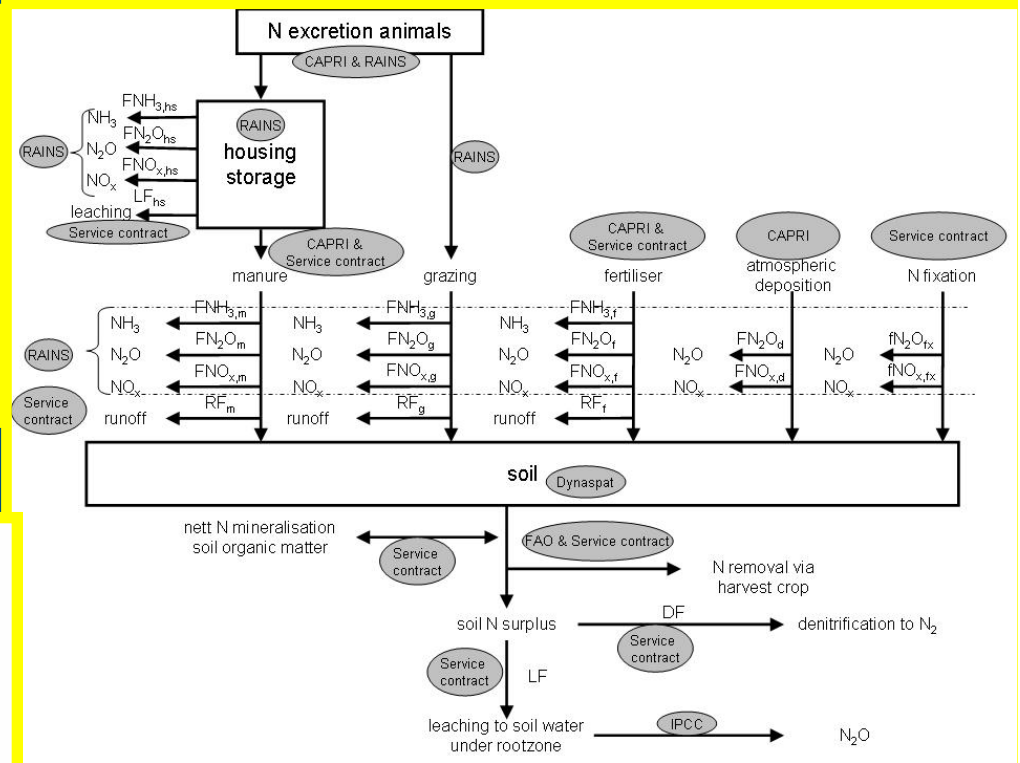 N excretion animals
CAPRI & RAINS
RAINS
housing
storage
FNH₃,hs
NH₃
FN₂Ohs
N₂O
FNOx,hs
NOx
LFhs
leaching
RAINS
Service contract
RAINS
CAPRI &
Service contract
CAPRI &
Service contract
CAPRI
Service contract
manure
grazing
fertiliser
atmospheric
deposition
N fixation
RAINS
NH₃ FNH₃,m NH₃ FNH₃,g NH₃ FNH₃,f
N₂O FN₂Om N₂O FN₂Og N₂O FN₂Of N₂O FN₂Od N₂O fN₂Ofx
NOx FNOx,m NOx FNOx,g NOx FNOx,f NOx FNOx,d NOx fNOx,fx
Service
contract
runoff RFm runoff RFg runoff RFf
soil
Dynaspat
nett N mineralisation
soil organic matter
Service
contract
FAO & Service contract
N removal via
harvest crop
soil N surplus
DF
Service
contract
denitrification to N₂
Service
contract
LF
leaching to soil water
under rootzone
IPCC
N₂O